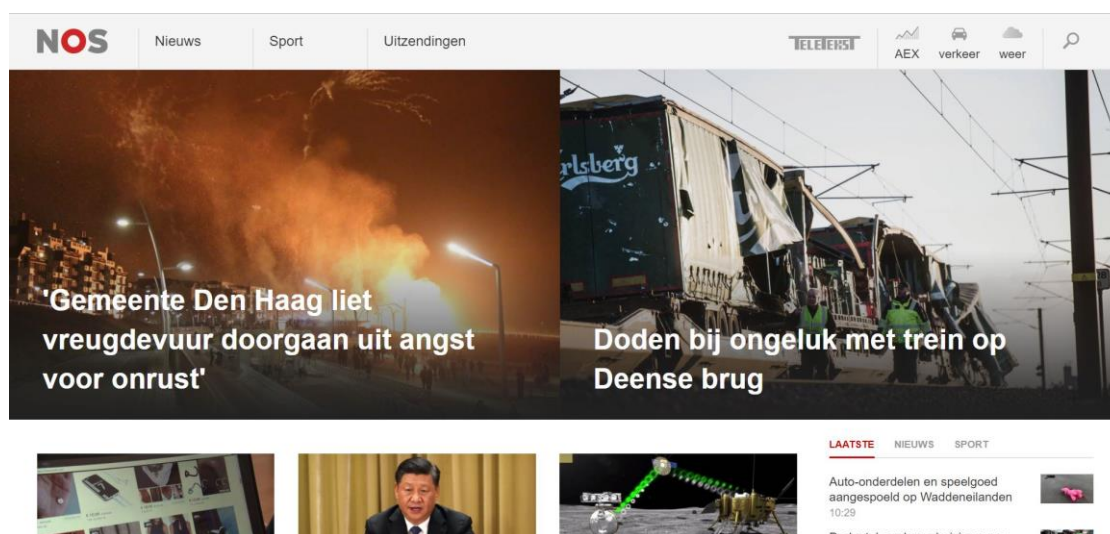 NOS
Nieuws
Sport
Uitzendingen
TELETEKST
AEX
verkeer
weer
rlsberg
'Gemeente Den Haag liet
vreugdevuur doorgaan uit angst
voor onrust'
Doden bij ongeluk met trein op
Deense brug
LAATSTE NIEUWS SPORT
Auto-onderdelen en speelgoed
aangespoeld op Waddeneilanden
10:29